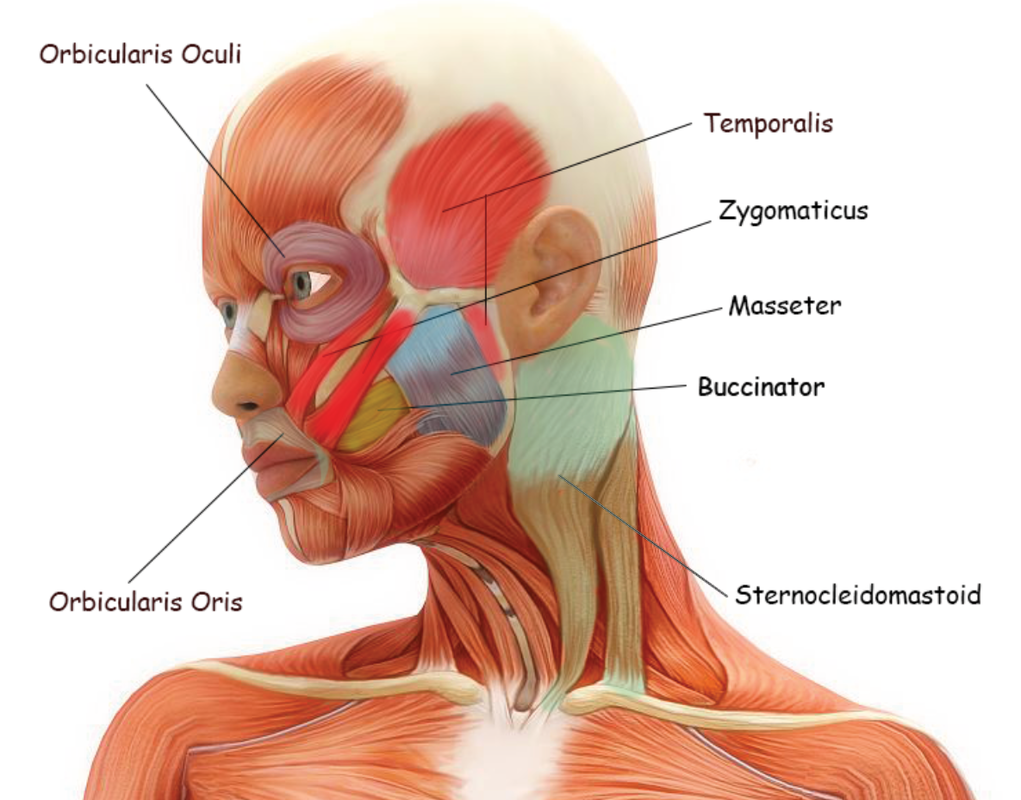 Orbicularis Oculi
Temporalis
Zygomaticus
Masseter
Buccinator
Orbicularis Oris
Sternocleidomastoid